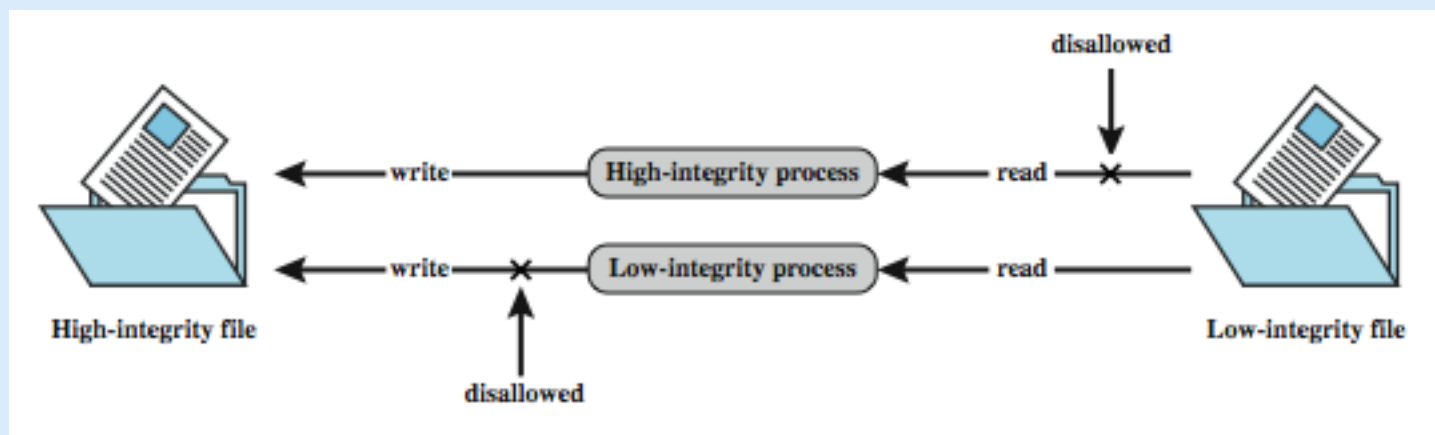 disallowed
write High-integrity process read
write Low-integrity process read
High-integrity file Low-integrity file
disallowed